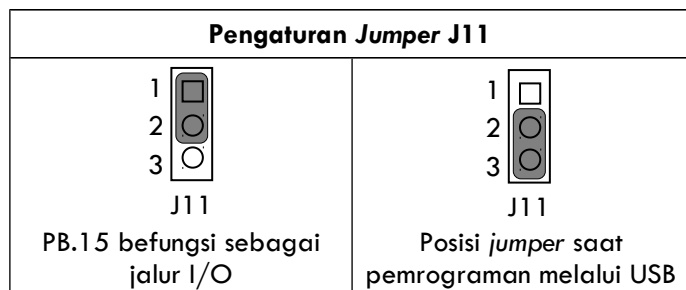 Pengaturan Jumper J11
1
2
3
J11
PB.15 befungsi sebagai
jalur I/O
1
2
3
J11
Posisi jumper saat
pemrograman melalui USB